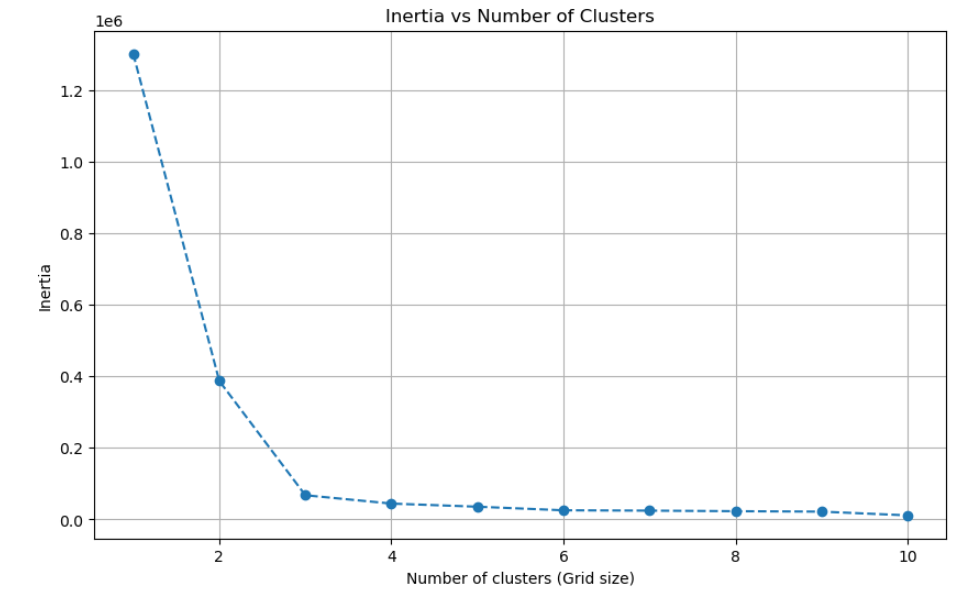 Inertia vs Number of Clusters
1e6
1.2
1.0
0.8
0.6
0.4
0.2
0.0
Inertia
2 4 6 8 10
Number of clusters (Grid size)